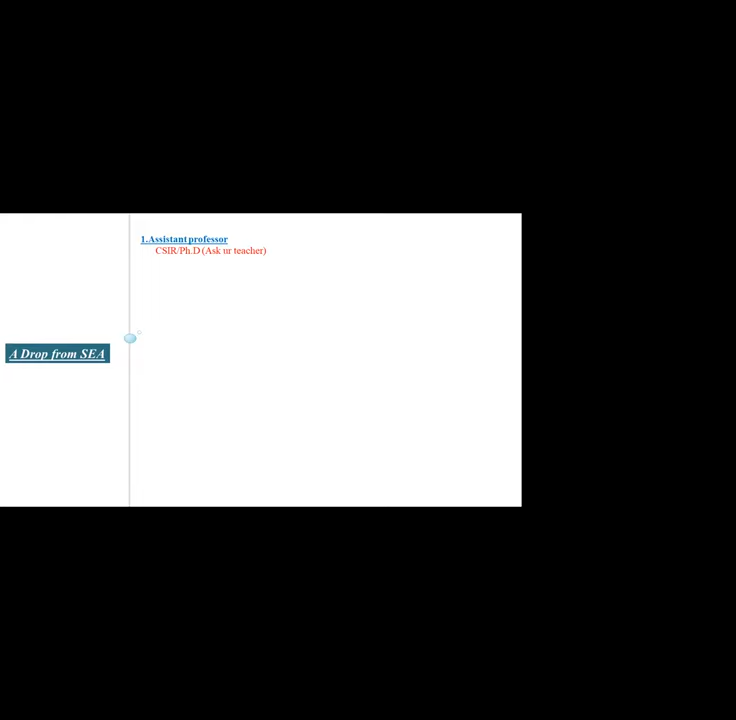 1.Assistant professor
CSIR/Ph.D (Ask ur teacher)
A Drop from SEA